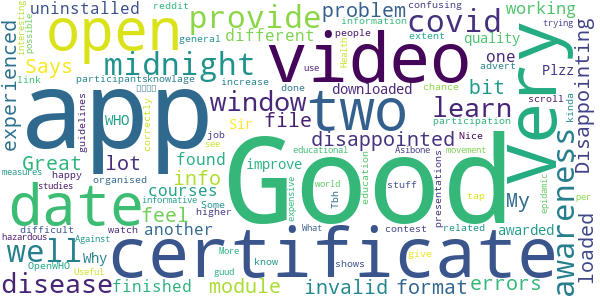 uninstalled
reddit
confusing
information
trying
interesting
possible
open
provide
problem
covid
working
Says
general
different
extent
quality
advert
Plzz
midnight
video
very
experienced
link
participants
knowlage
people
Health
increase
done
use
downloaded
one
chance
bit
scroll
kinda
participation
Disappointing
app
two
window
learn
guidelines
WHO
correctly
job
see
file
Sir
disappointed
Nice
My
awareness
Great
lot
found
improve
Good
educational
Asibone
movement
epidemic
per
measures
happy
info
courses
expensive
world
education
stuff
presentations
tap
date
studies
organised
informative
Some
higher
Tbh
related
awarded
loaded
well
difficult
feel
another
What
contest
hazardous
watch
Against
certificate
Why
OpenWHO
Useful
guud
More
know
shows
give
disease
finished
module
invalid
format
errors